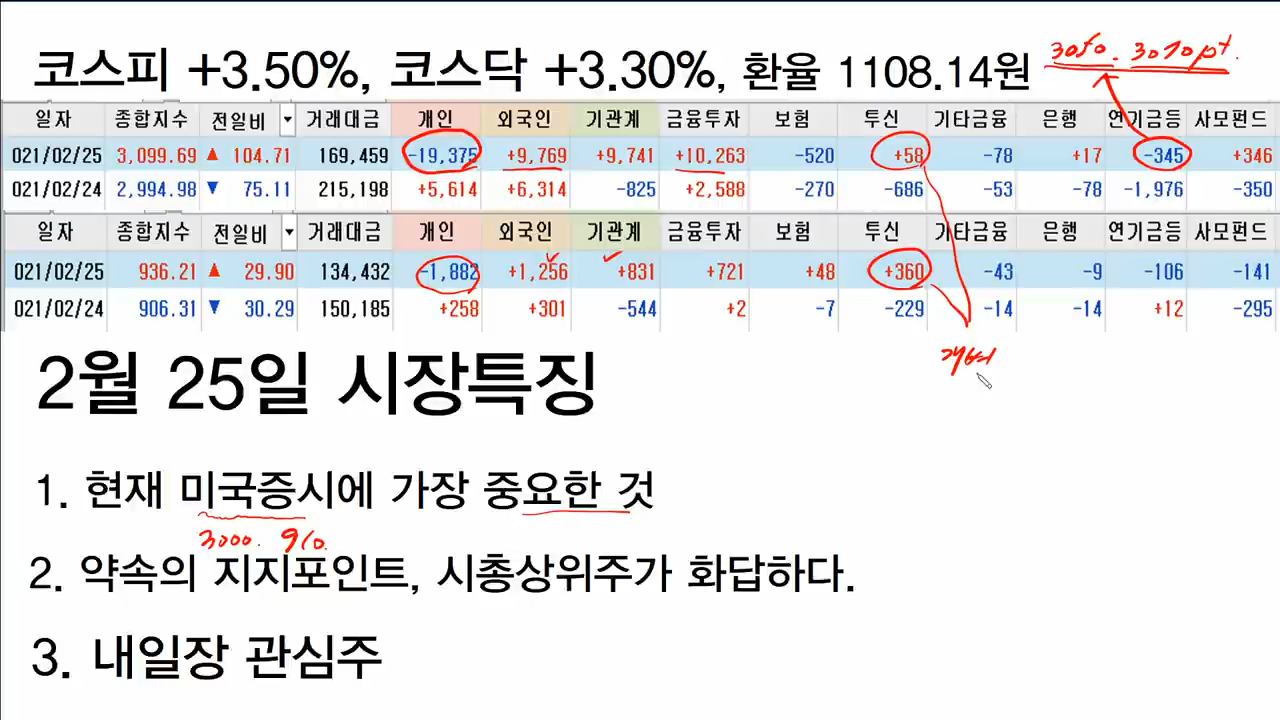 코스피 +3.50%, 코스닥 +3.30%, 환율 1108.14원 3050. 3070pt.
일자 종합지수 전일비 거래대금 개인 외국인 기관계 금융투자 보험 투신 기타금융 은행 연기금등 사모펀드
021/02/25 3,099.69 ▲ 104.71 169,459 -19,375 +9,769 +9,741 +10,263 -520 +58 -78 +17 -345 +346
021/02/24 2,994.98 ▼ 75.11 215,198 +5,614 +6,314 -825 +2,588 -270 -686 -53 -78 -1,976 -350
일자 종합지수 전일비 거래대금 개인 외국인 기관계 금융투자 보험 투신 기타금융 은행 연기금등 사모펀드
021/02/25 936.21 ▲ 29.90 134,432 -1,882 +1,256 +831 +721 +48 +360 -43 -9 -106 -141
021/02/24 906.31 ▼ 30.29 150,185 +258 +301 -544 +2 -7 -229 -14 -14 +12 -295
개별
2월 25일 시장특징
1. 현재 미국증시에 가장 중요한 것
3000. 910.
2. 약속의 지지포인트, 시총상위주가 화답하다.
3. 내일장 관심주